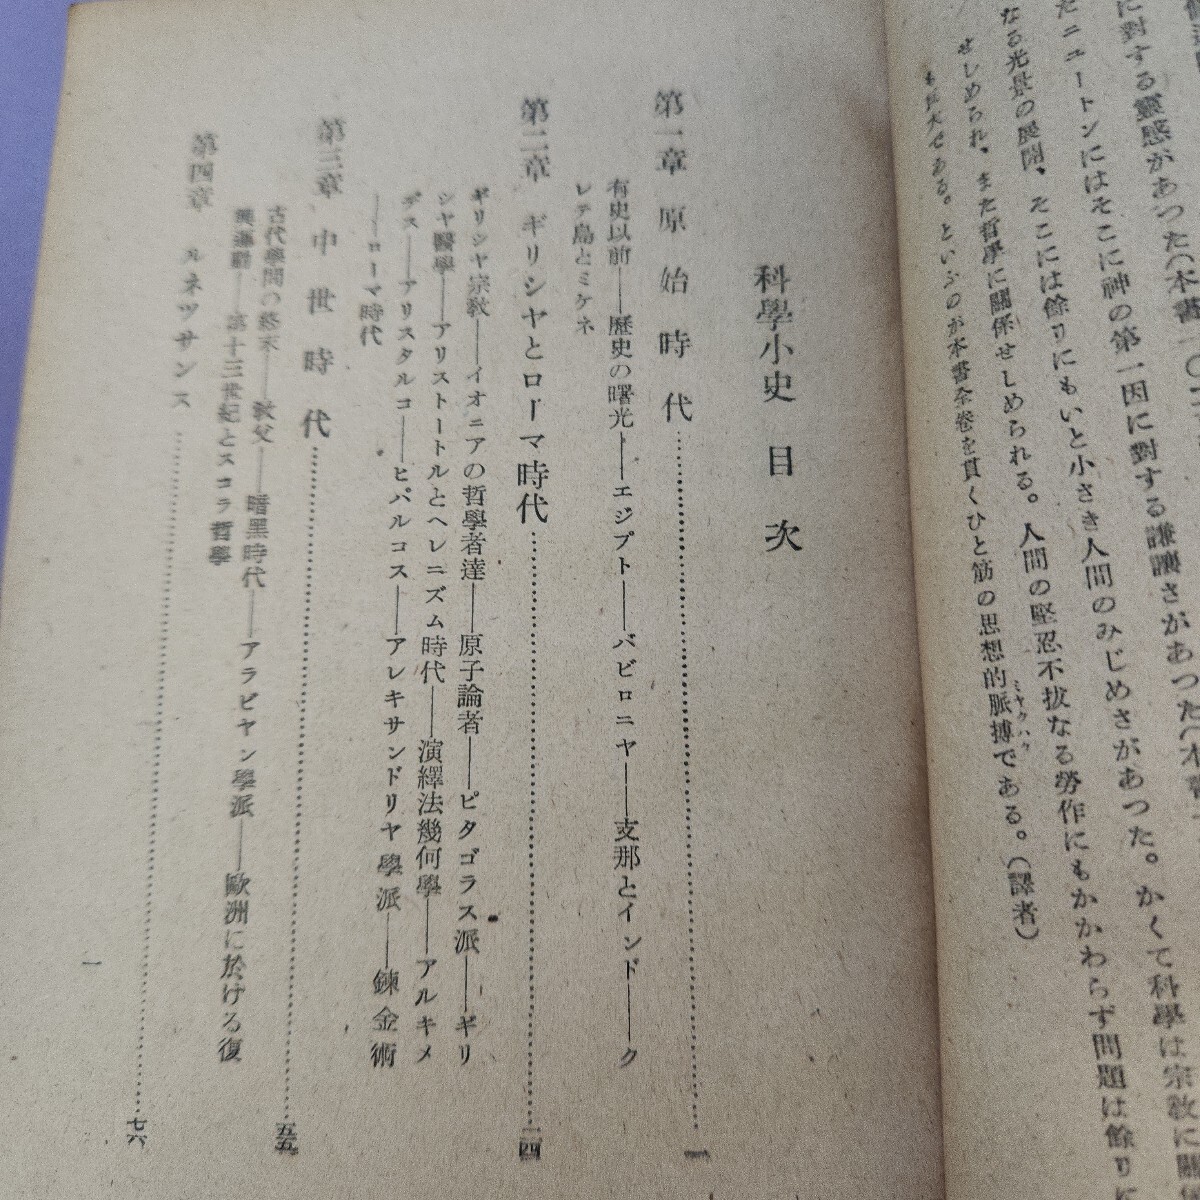 に對する靈感があつた(本書一〇
たニュートンにはそこに神の第一因に對する謙讓さがあつた(本書
なる光景の展開、そこには餘りにもいと小さき人間のみじめさがあつた。かくて科學は宗教に關
せしめられ、また哲學に關係せしめられる。人間の堅忍不拔なる勞作にもかかわらず問題は餘りに
である。といふのが本書全卷を貫くひと筋の思想的脈搏である。(譯者)
ミヤクハク
科學小史 目次
第一章 原始時代 一
有史以前――歷史の曙光――エジプト――バビロニヤ――支那とインド――ク
レテ島とミケネ
第二章 ギリシヤとローマ時代 一四
ギリシヤ宗敎――イオニアの哲學者達――原子論者――ピタゴラス派――ギリ
シヤ醫學――アリストートルとヘレニズム時代――演繹法幾何學――アルキメ
デス――アリスタルコ――ヒパルコス――アレキサンドリヤ學派――鍊金術
――ローマ時代
第三章 中世時代 五五
古代學問の終末――敎父――暗黑時代――アラビヤン學派――歐洲に於ける復
興運動――第十三世紀とスコラ哲學
第四章 ルネツサンス 七六
一